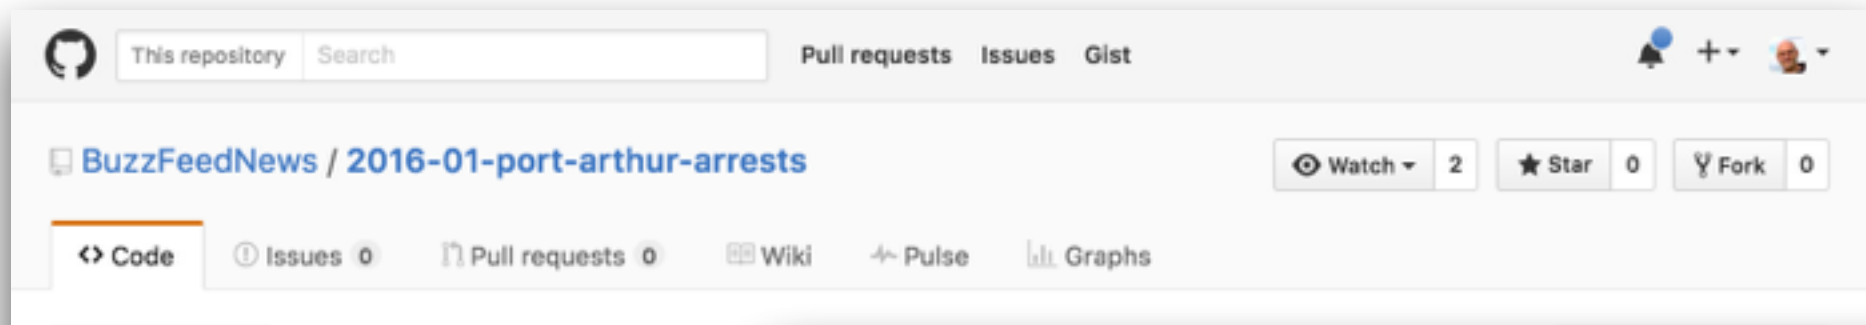 This repository Search Pull requests Issues Gist
BuzzFeedNews / 2016-01-port-arthur-arrests Watch 2 Star 0 Fork 0
Code Issues 0 Pull requests 0 Wiki Pulse Graphs